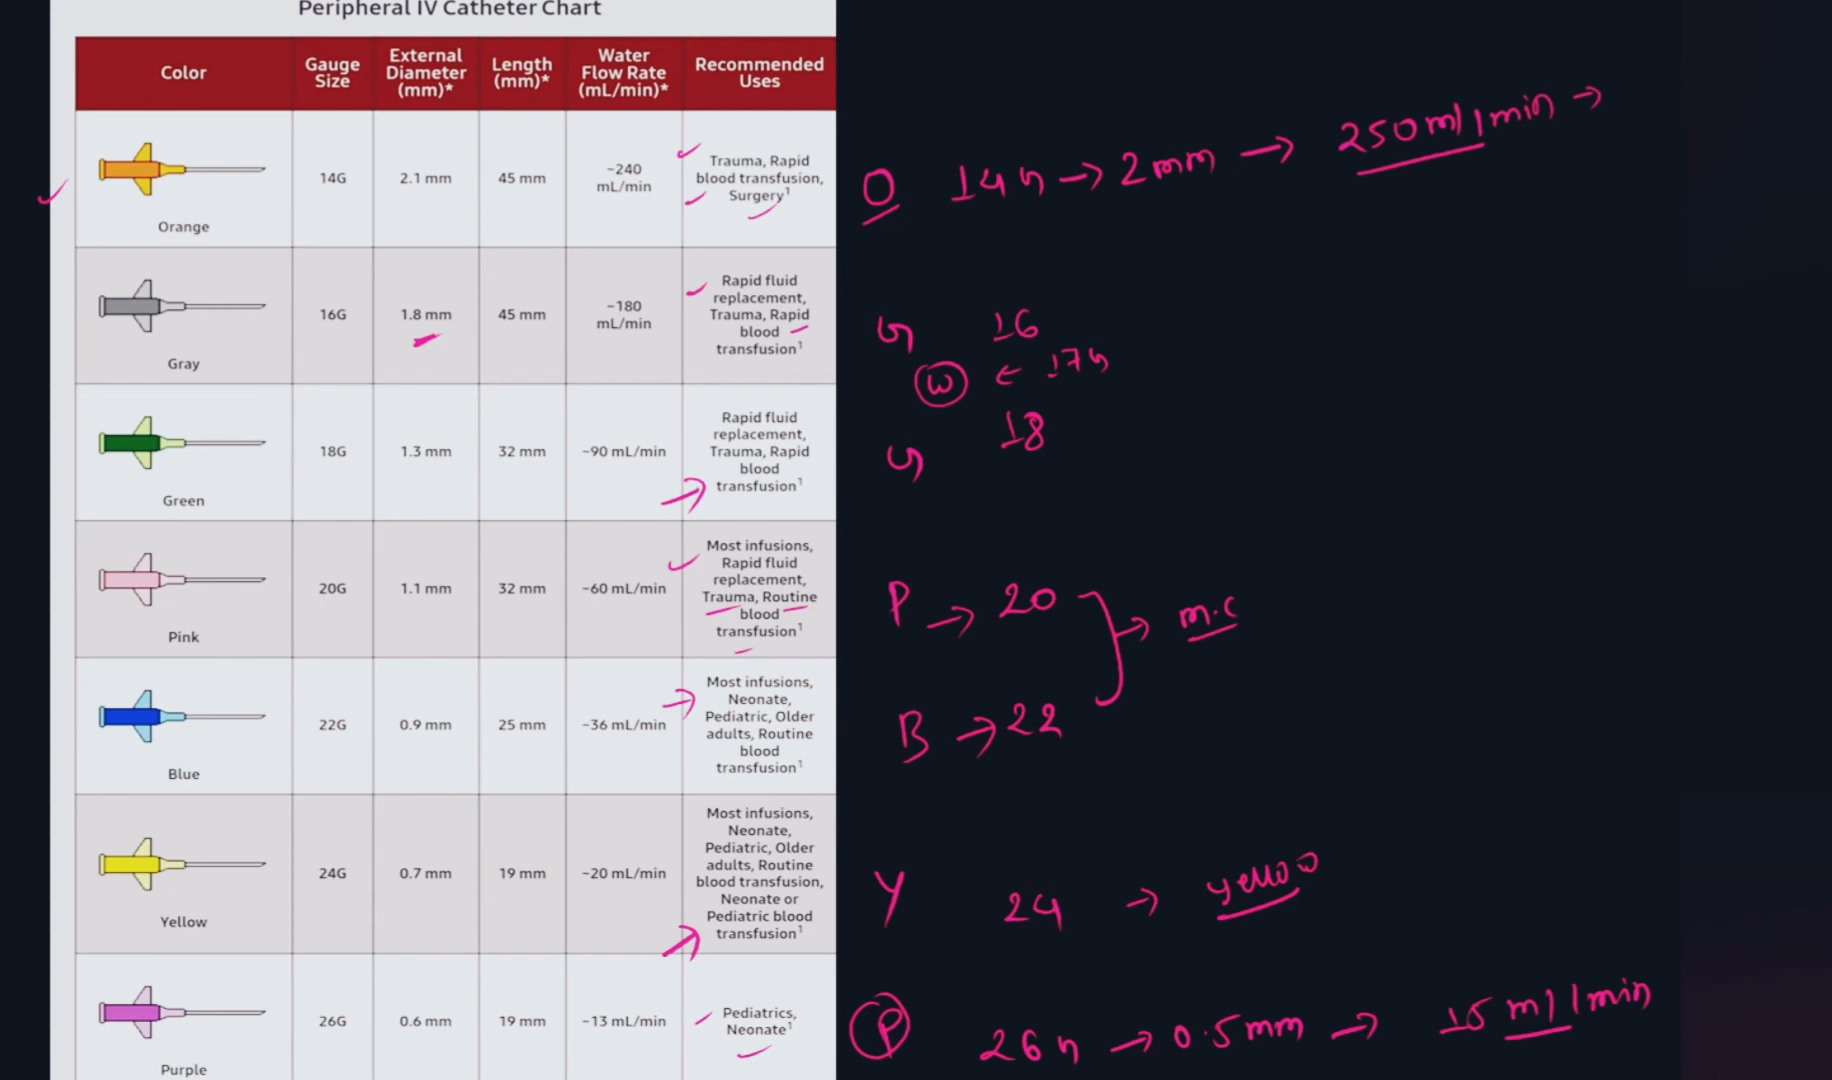 Peripheral IV Catheter Chart
Color
Gauge
Size
External
Diameter
(mm)*
Length
(mm)*
Water
Flow Rate
(mL/min)*
Recommended
Uses
Orange
14G
2.1 mm
45 mm
~240
mL/min
Trauma, Rapid
blood transfusion,
Surgery¹
Gray
16G
1.8 mm
45 mm
~180
mL/min
Rapid fluid
replacement,
Trauma, Rapid
blood
transfusion¹
Green
18G
1.3 mm
32 mm
~90 mL/min
Rapid fluid
replacement,
Trauma, Rapid
blood
transfusion¹
Pink
20G
1.1 mm
32 mm
~60 mL/min
Most infusions,
Rapid fluid
replacement,
Trauma, Routine
blood
transfusion¹
Blue
22G
0.9 mm
25 mm
~36 mL/min
Most infusions,
Neonate,
Pediatric, Older
adults, Routine
blood
transfusion¹
Yellow
24G
0.7 mm
19 mm
~20 mL/min
Most infusions,
Neonate,
Pediatric, Older
adults, Routine
blood transfusion,
Neonate or
Pediatric blood
transfusion¹
Purple
26G
0.6 mm
19 mm
~13 mL/min
Pediatrics,
Neonate¹
O 14G → 2mm → 250ml/min →
G 16
W ← 17G
G 18
P → 20
→ m.c
B → 22
Y 24 → yellow
P 26G → 0.5mm → 15ml/min